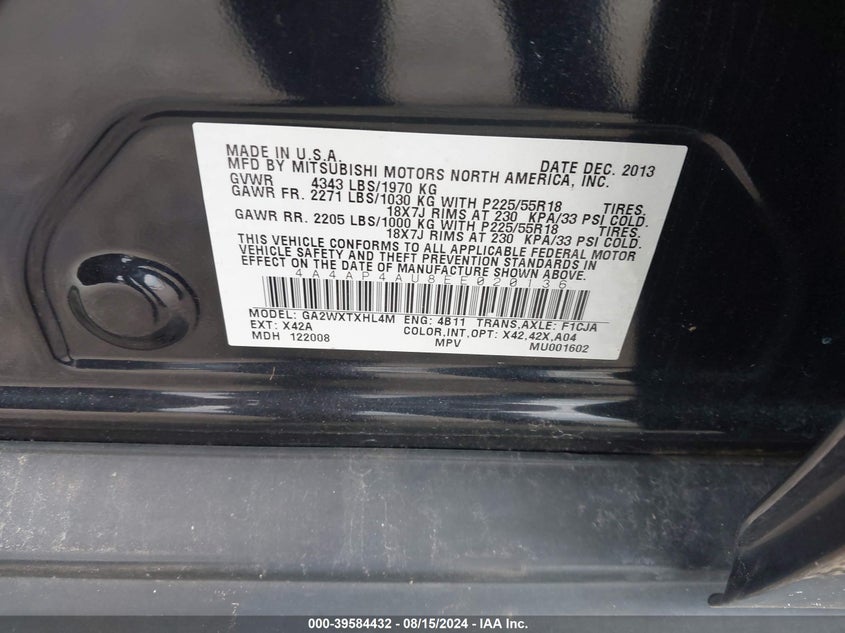 MADE IN U.S.A. DATE DEC. 2013
MFD BY MITSUBISHI MOTORS NORTH AMERICA, INC.
GVWR 4343 LBS/1970 KG
GAWR FR. 2271 LBS/1030 KG WITH P225/55R18 TIRES.
18X7J RIMS AT 230 KPA/33 PSI COLD.
GAWR RR. 2205 LBS/1000 KG WITH P225/55R18 TIRES.
18X7J RIMS AT 230 KPA/33 PSI COLD.
THIS VEHICLE CONFORMS TO ALL APPLICABLE FEDERAL MOTOR
VEHICLE SAFETY AND THEFT PREVENTION STANDARDS IN
EFFECT ON THE DATE OF MANUFACTURE SHOWN ABOVE.
4A4AP4AU8EE020136
MODEL: GA2WXTXHL4M ENG: 4B11 TRANS,AXLE: F1CJA
EXT: X42A COLOR,INT,OPT: X42,42X,A04
MDH 122008 MPV MU001602
000-39584432 - 08/15/2024 - IAA Inc.